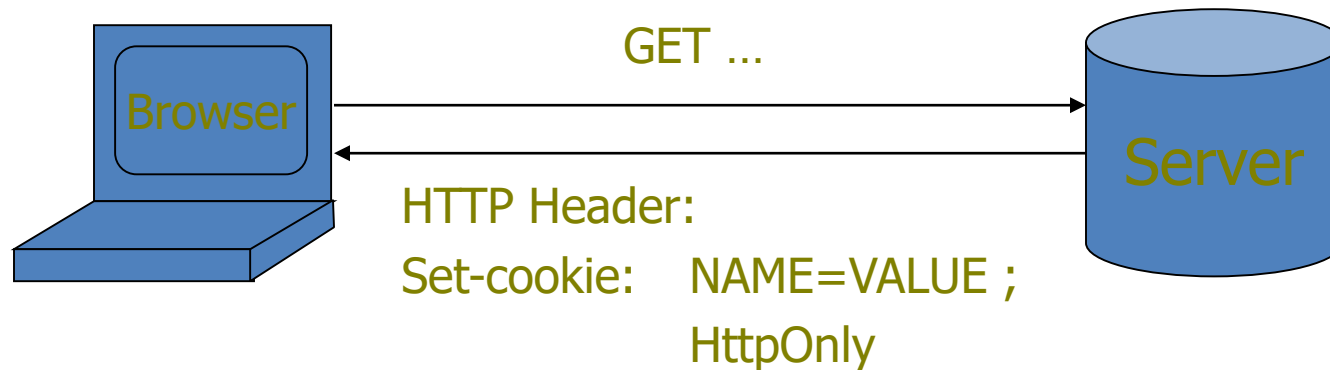 GET …
Browser
Server
HTTP Header:
Set-cookie: NAME=VALUE ;
HttpOnly